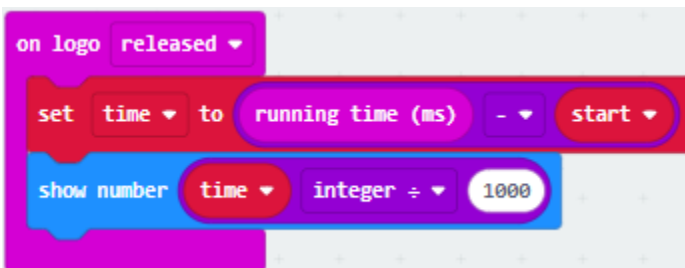 on logo released
set time to running time (ms) - start
show number time integer ÷ 1000